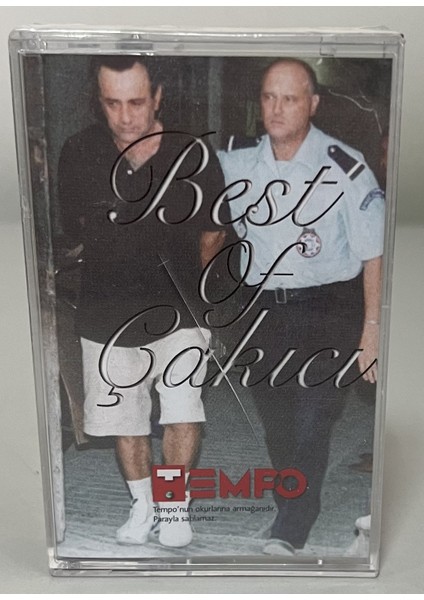 Best
Of
Çakıcı
TEMPO
Tempo'nun okurlarına armağanıdır.
Parayla satılamaz.